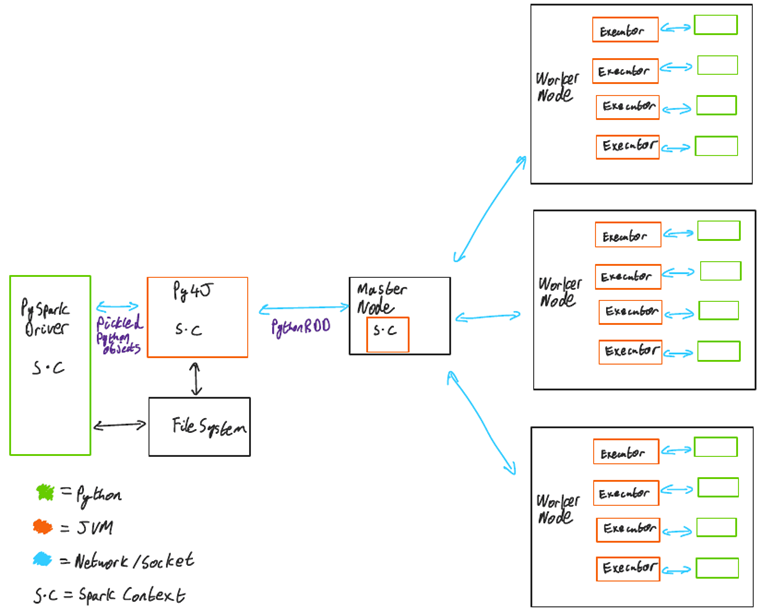 PySpark
Driver
S.C
Pickled
Python
objects
Py4J
S.C
PythonRDD
File System
Master
Node
S.C
Worker
Node
Executor
Executor
Executor
Executor
Worker
Node
Executor
Executor
Executor
Executor
Worker
Node
Executor
Executor
Executor
Executor
= Python
= JVM
= Network/Socket
S.C = Spark Context